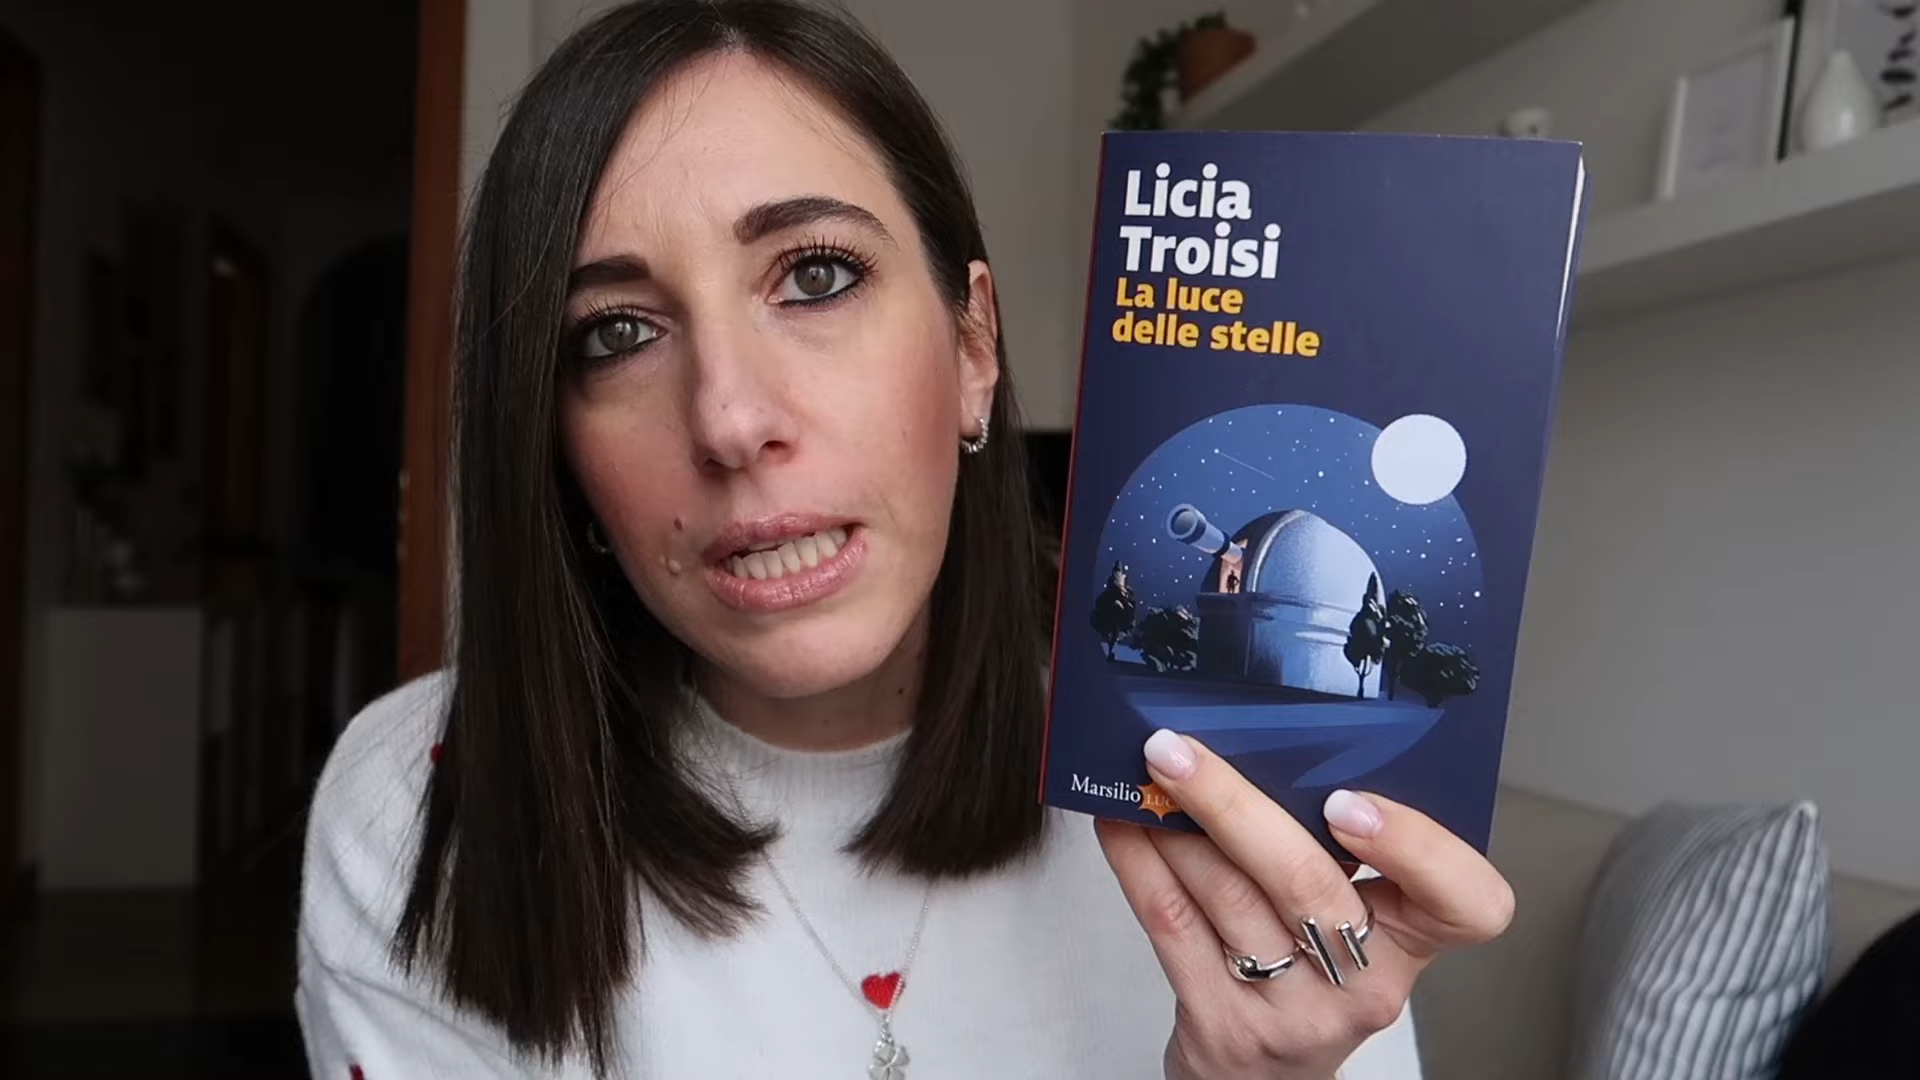 Licia
Troisi
La luce
delle stelle
Marsilio